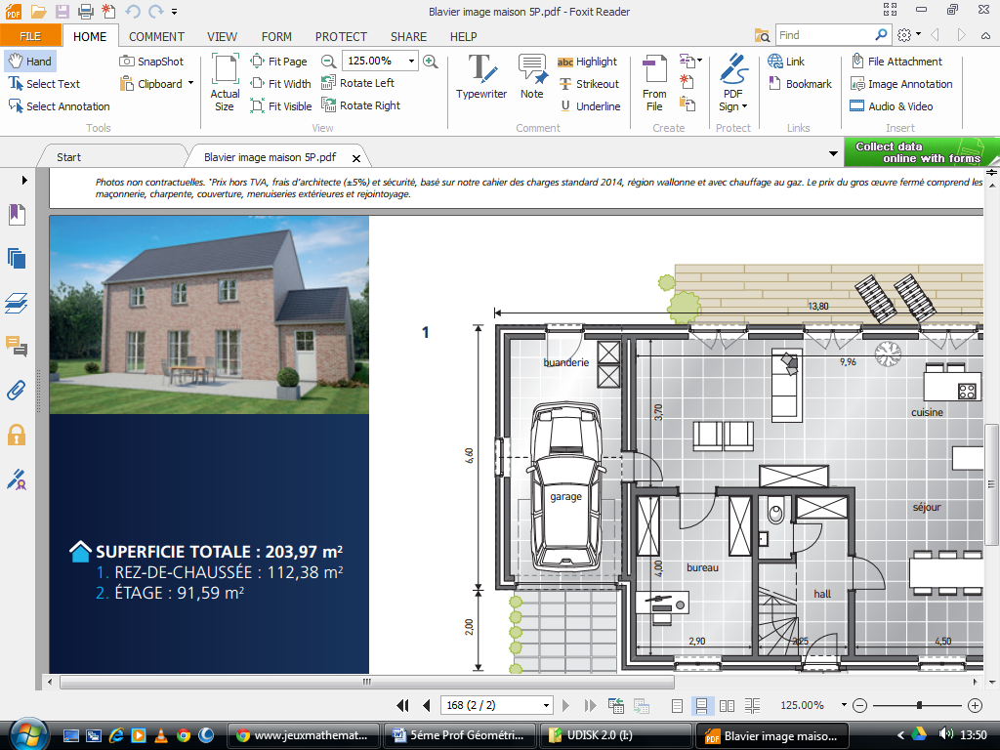 Blavier image maison 5P.pdf - Foxit Reader
FILE HOME COMMENT VIEW FORM PROTECT SHARE HELP
Find
Hand
Select Text
Select Annotation
SnapShot
Clipboard
Tools
Actual Size
Fit Page
Fit Width
Fit Visible
125.00%
Rotate Left
Rotate Right
View
Typewriter
Note
abc Highlight
Strikeout
Underline
Comment
From File
Create
PDF Sign
Protect
Link
Bookmark
Links
File Attachment
Image Annotation
Audio & Video
Insert
Start
Blavier image maison 5P.pdf
Collect data
online with forms
Photos non contractuelles. *Prix hors TVA, frais d'architecte (±5%) et sécurité, basé sur notre cahier des charges standard 2014, région wallonne et avec chauffage au gaz. Le prix du gros œuvre fermé comprend les
maçonnerie, charpente, couverture, menuiseries extérieures et rejointoyage.
1
13,80
buanderie
9,96
3,70
cuisine
6,60
garage
séjour
bureau
4,00
hall
2,00
2,90
2,25
4,50
SUPERFICIE TOTALE : 203,97 m²
1. REZ-DE-CHAUSSÉE : 112,38 m²
2. ÉTAGE : 91,59 m²
168 (2 / 2)
125.00%
www.jeuxmathemat...
5éme Prof Géométri...
UDISK 2.0 (I:)
Blavier image maiso...
13:50